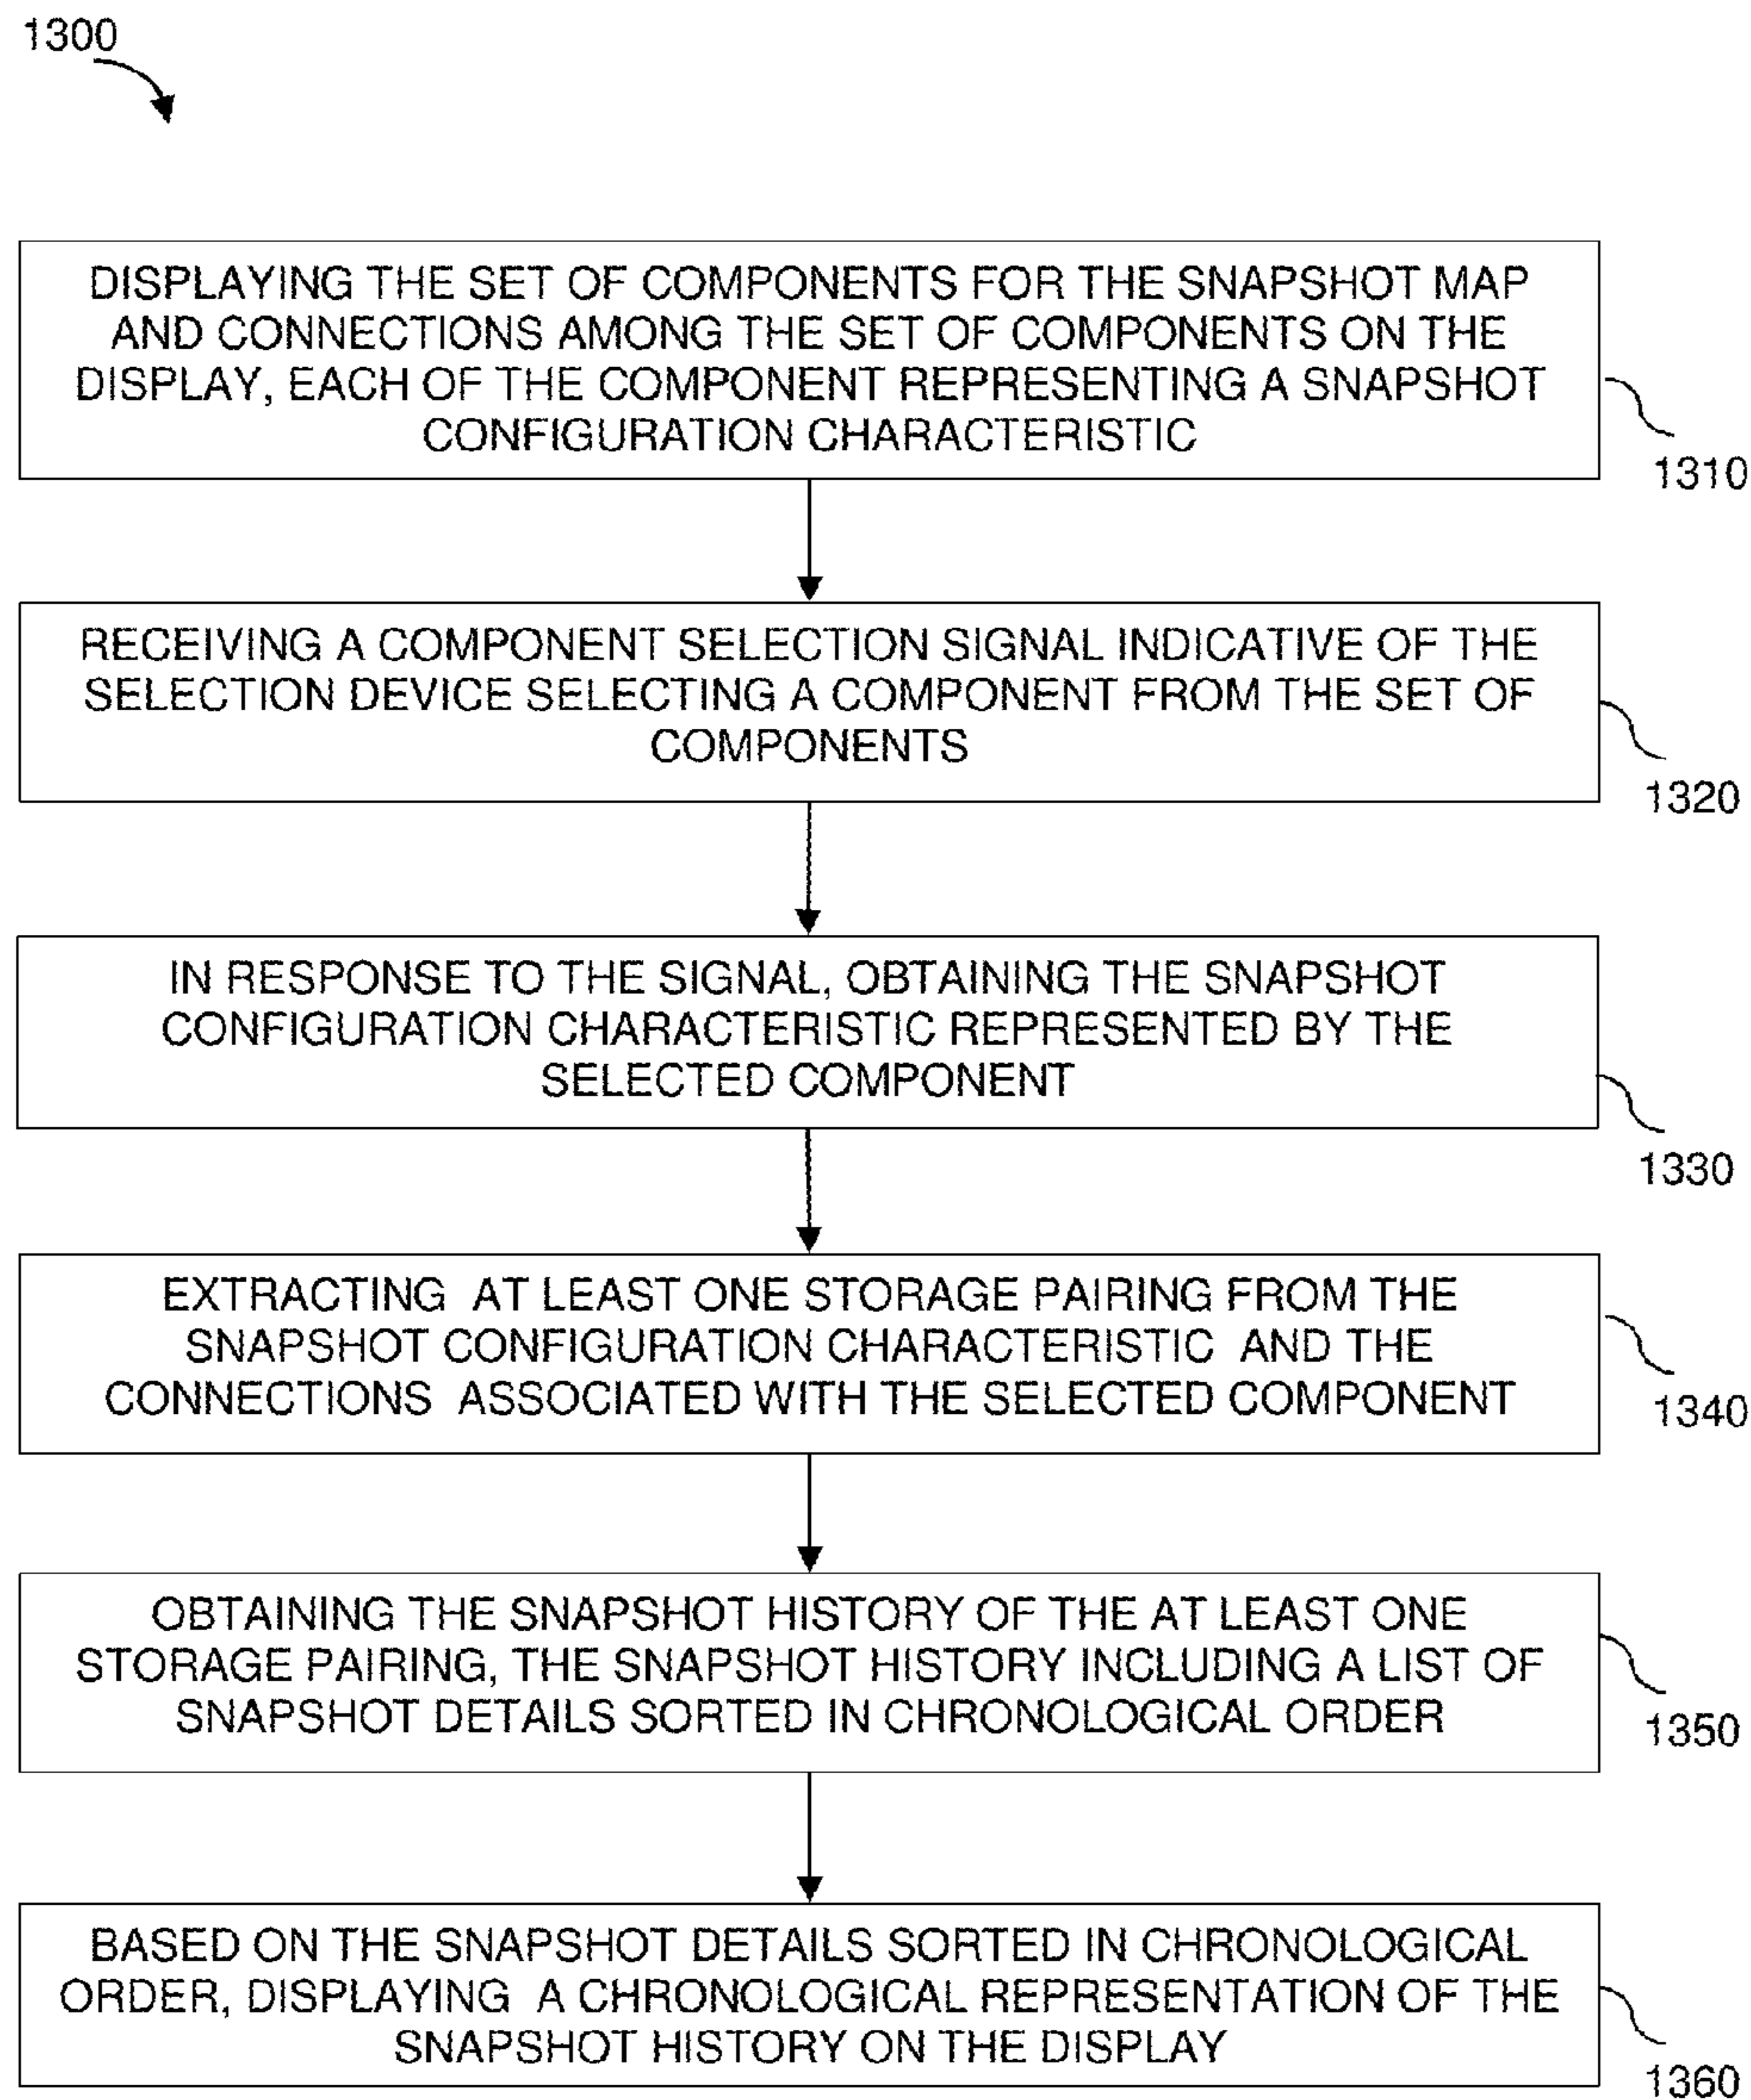 1300
DISPLAYING THE SET OF COMPONENTS FOR THE SNAPSHOT MAP
AND CONNECTIONS AMONG THE SET OF COMPONENTS ON THE
DISPLAY, EACH OF THE COMPONENT REPRESENTING A SNAPSHOT
CONFIGURATION CHARACTERISTIC
1310
RECEIVING A COMPONENT SELECTION SIGNAL INDICATIVE OF THE
SELECTION DEVICE SELECTING A COMPONENT FROM THE SET OF
COMPONENTS
1320
IN RESPONSE TO THE SIGNAL, OBTAINING THE SNAPSHOT
CONFIGURATION CHARACTERISTIC REPRESENTED BY THE
SELECTED COMPONENT
1330
EXTRACTING AT LEAST ONE STORAGE PAIRING FROM THE
SNAPSHOT CONFIGURATION CHARACTERISTIC AND THE
CONNECTIONS ASSOCIATED WITH THE SELECTED COMPONENT
1340
OBTAINING THE SNAPSHOT HISTORY OF THE AT LEAST ONE
STORAGE PAIRING, THE SNAPSHOT HISTORY INCLUDING A LIST OF
SNAPSHOT DETAILS SORTED IN CHRONOLOGICAL ORDER
1350
BASED ON THE SNAPSHOT DETAILS SORTED IN CHRONOLOGICAL
ORDER, DISPLAYING A CHRONOLOGICAL REPRESENTATION OF THE
SNAPSHOT HISTORY ON THE DISPLAY
1360